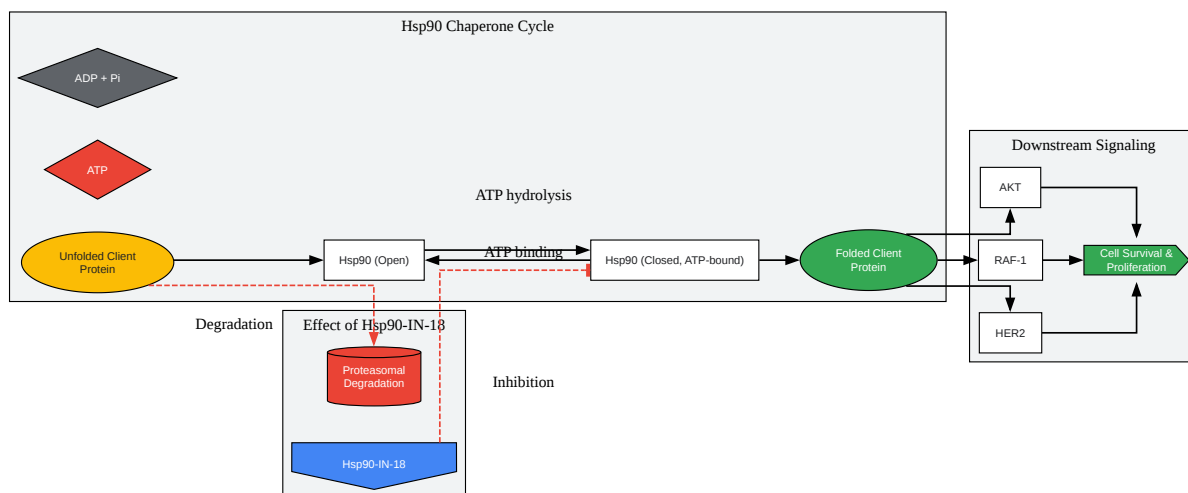 Hsp90 Chaperone Cycle
ADP + Pi
ATP
Unfolded Client
Protein
Hsp90 (Open)
ATP hydrolysis
ATP binding
Hsp90 (Closed, ATP-bound)
Folded Client
Protein
Downstream Signaling
AKT
RAF-1
HER2
Cell Survival &
Proliferation
Degradation
Effect of Hsp90-IN-18
Proteasomal
Degradation
Inhibition
Hsp90-IN-18